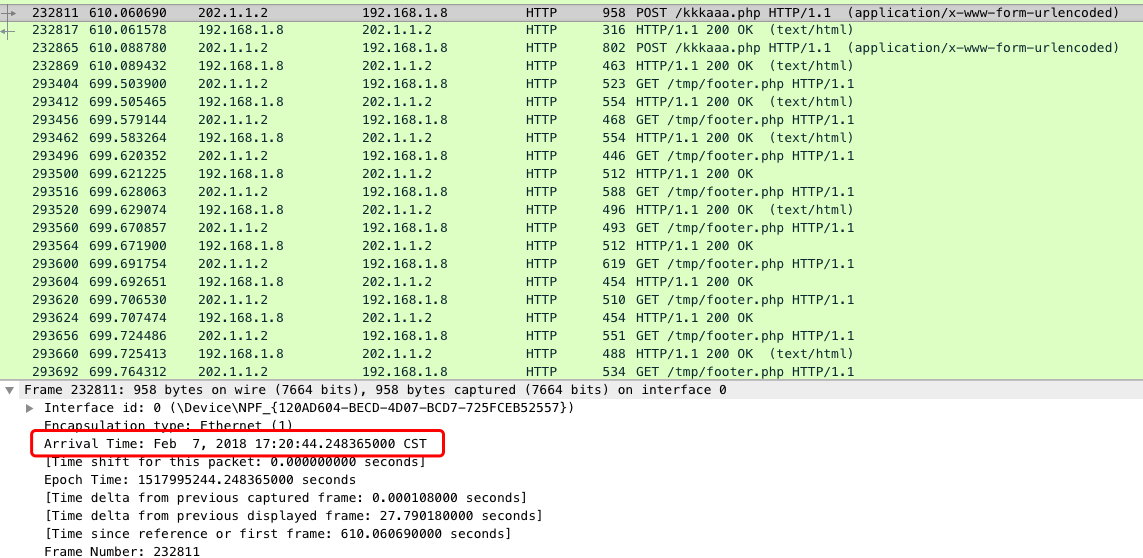 232811 610.060690 202.1.1.2 192.168.1.8 HTTP 958 POST /kkkaaa.php HTTP/1.1 (application/x-www-form-urlencoded)
232817 610.061578 192.168.1.8 202.1.1.2 HTTP 316 HTTP/1.1 200 OK (text/html)
232865 610.088780 202.1.1.2 192.168.1.8 HTTP 802 POST /kkkaaa.php HTTP/1.1 (application/x-www-form-urlencoded)
232869 610.089432 192.168.1.8 202.1.1.2 HTTP 463 HTTP/1.1 200 OK (text/html)
293404 699.503900 202.1.1.2 192.168.1.8 HTTP 523 GET /tmp/footer.php HTTP/1.1
293412 699.505465 192.168.1.8 202.1.1.2 HTTP 554 HTTP/1.1 200 OK (text/html)
293456 699.579144 202.1.1.2 192.168.1.8 HTTP 468 GET /tmp/footer.php HTTP/1.1
293462 699.583264 192.168.1.8 202.1.1.2 HTTP 554 HTTP/1.1 200 OK (text/html)
293496 699.620352 202.1.1.2 192.168.1.8 HTTP 446 GET /tmp/footer.php HTTP/1.1
293500 699.621225 192.168.1.8 202.1.1.2 HTTP 512 HTTP/1.1 200 OK
293516 699.628063 202.1.1.2 192.168.1.8 HTTP 588 GET /tmp/footer.php HTTP/1.1
293520 699.629074 192.168.1.8 202.1.1.2 HTTP 496 HTTP/1.1 200 OK (text/html)
293560 699.670857 202.1.1.2 192.168.1.8 HTTP 493 GET /tmp/footer.php HTTP/1.1
293564 699.671900 192.168.1.8 202.1.1.2 HTTP 512 HTTP/1.1 200 OK
293600 699.691754 202.1.1.2 192.168.1.8 HTTP 619 GET /tmp/footer.php HTTP/1.1
293604 699.692651 192.168.1.8 202.1.1.2 HTTP 454 HTTP/1.1 200 OK
293620 699.706530 202.1.1.2 192.168.1.8 HTTP 510 GET /tmp/footer.php HTTP/1.1
293624 699.707474 192.168.1.8 202.1.1.2 HTTP 454 HTTP/1.1 200 OK
293656 699.724486 202.1.1.2 192.168.1.8 HTTP 551 GET /tmp/footer.php HTTP/1.1
293660 699.725413 192.168.1.8 202.1.1.2 HTTP 488 HTTP/1.1 200 OK (text/html)
293692 699.764312 202.1.1.2 192.168.1.8 HTTP 534 GET /tmp/footer.php HTTP/1.1
Frame 232811: 958 bytes on wire (7664 bits), 958 bytes captured (7664 bits) on interface 0
Interface id: 0 (\Device\NPF_{120AD604-BECD-4D07-BCD7-725FCEB52557})
Encapsulation type: Ethernet (1)
Arrival Time: Feb  7, 2018 17:20:44.248365000 CST
[Time shift for this packet: 0.000000000 seconds]
Epoch Time: 1517995244.248365000 seconds
[Time delta from previous captured frame: 0.000108000 seconds]
[Time delta from previous displayed frame: 27.790180000 seconds]
[Time since reference or first frame: 610.060690000 seconds]
Frame Number: 232811